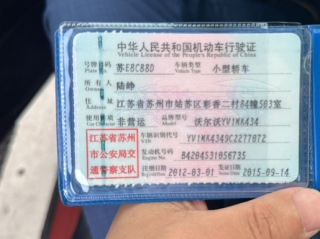 中华人民共和国机动车行驶证
Vehicle License of the People's Republic of China
号牌号码 苏E8CB8D 车辆类型 小型轿车
Plate No. Vehicle Type
所有人 陆峥
Owner
住址 江苏省苏州市姑苏区彩香二村84幢503室
Address
使用性质 非营运 品牌型号 沃尔沃YV1MK434
Use Character Model
江苏省苏州市公安局交通警察支队
车辆识别代号 YV1MK4349C2277072
VIN
发动机号码 B4204S31056735
Engine No.
注册日期 2012-03-01 发证日期 2015-09-14
Register Date Issue Date